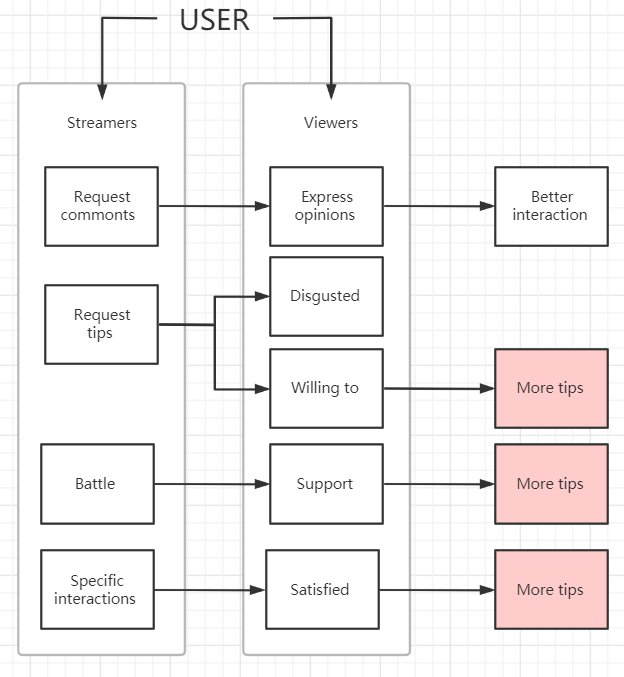 USER
Streamers
Viewers
Request
commonts
Express
opinions
Better
interaction
Disgusted
Request
tips
Willing to
More tips
Battle
Support
More tips
Specific
interactions
Satisfied
More tips